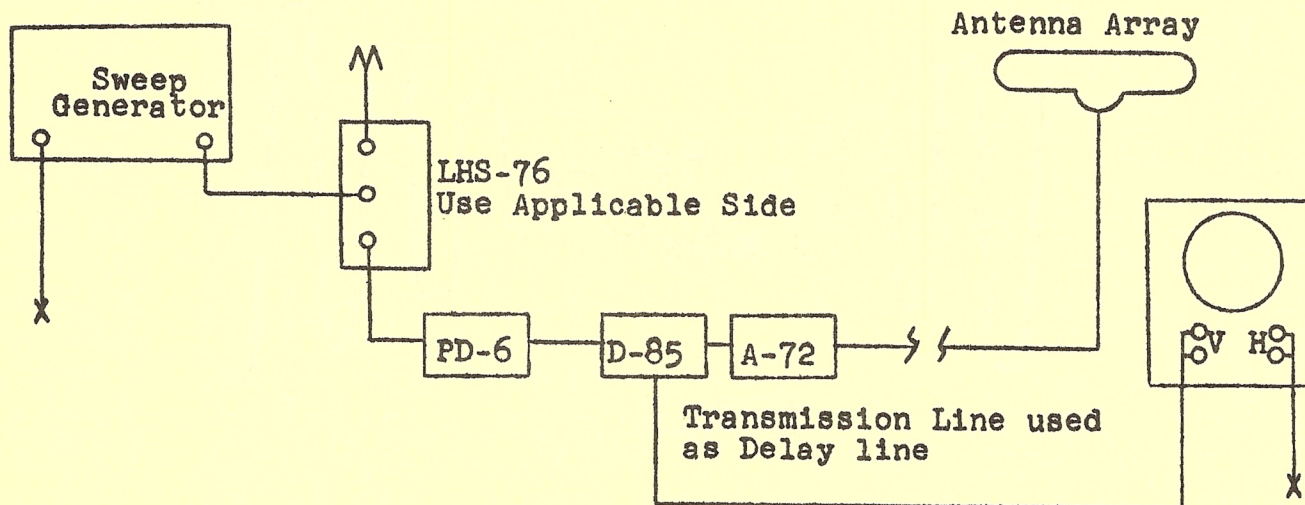 Antenna Array
Sweep
Generator
LHS-76
Use Applicable Side
PD-6
D-85
A-72
V H
Transmission Line used
as Delay line
X
X